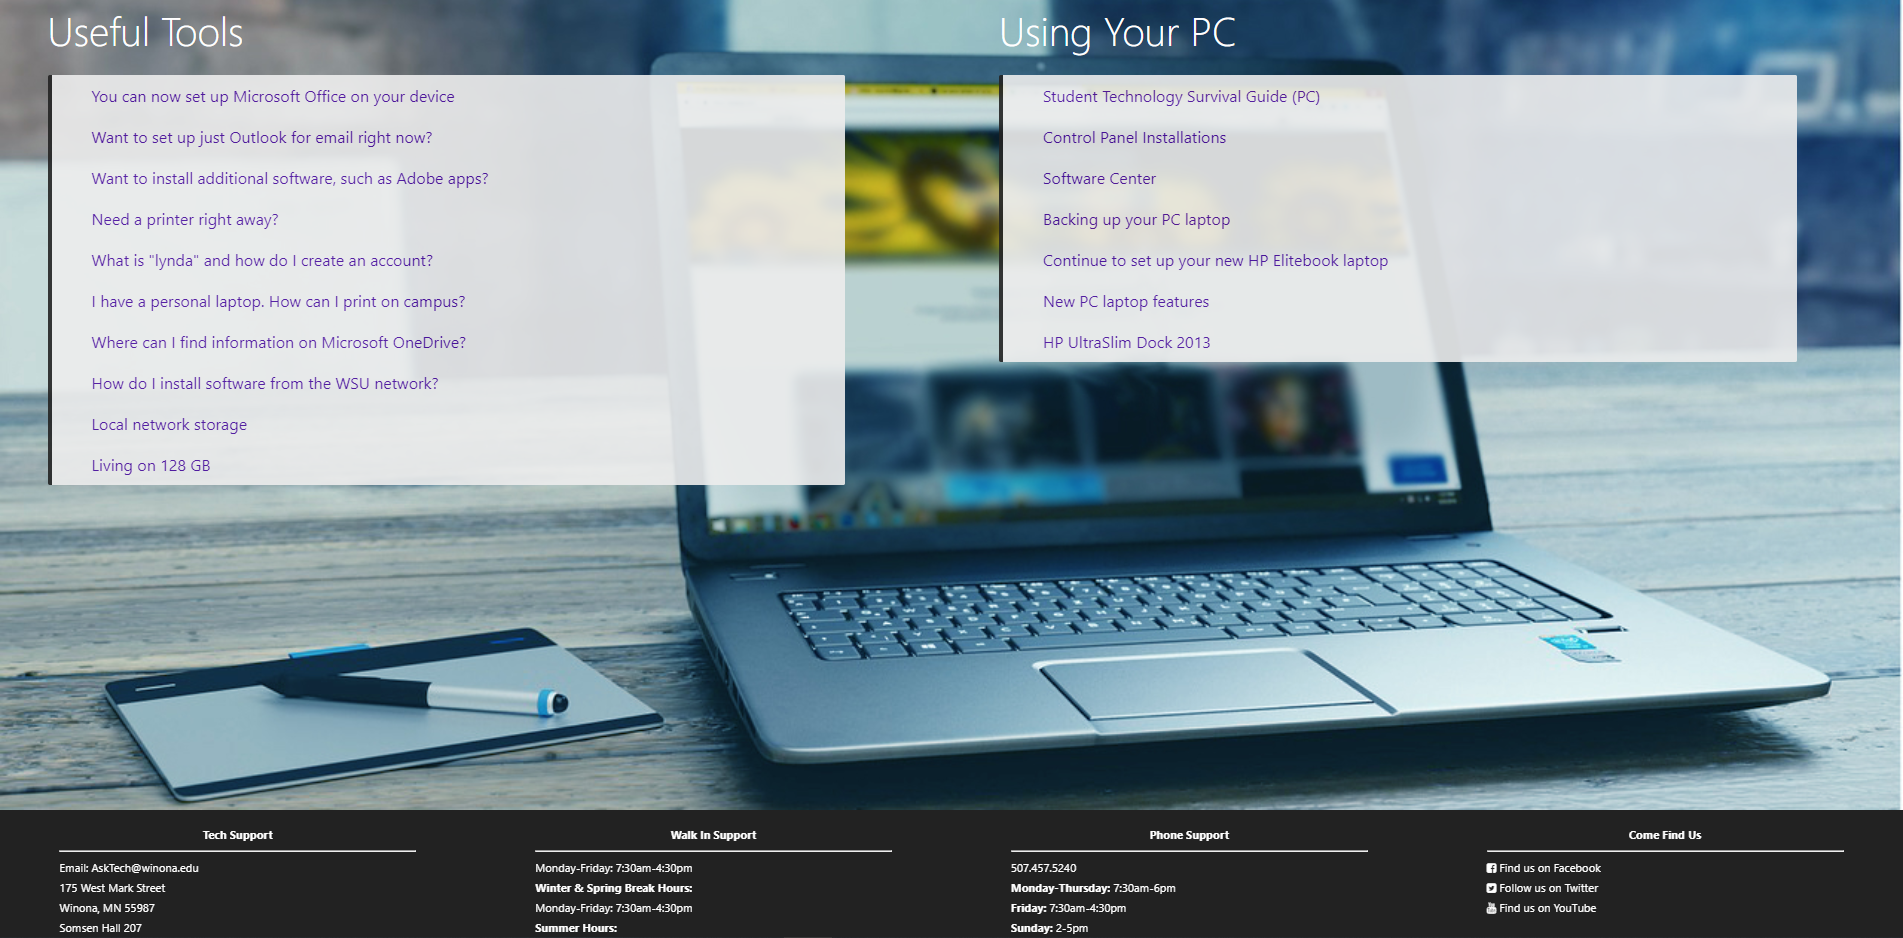 Useful Tools
You can now set up Microsoft Office on your device
Want to set up just Outlook for email right now?
Want to install additional software, such as Adobe apps?
Need a printer right away?
What is "lynda" and how do I create an account?
I have a personal laptop. How can I print on campus?
Where can I find information on Microsoft OneDrive?
How do I install software from the WSU network?
Local network storage
Living on 128 GB
Using Your PC
Student Technology Survival Guide (PC)
Control Panel Installations
Software Center
Backing up your PC laptop
Continue to set up your new HP Elitebook laptop
New PC laptop features
HP UltraSlim Dock 2013
Tech Support
Email: AskTech@winona.edu
175 West Mark Street
Winona, MN 55987
Somsen Hall 207
Walk In Support
Monday-Friday: 7:30am-4:30pm
Winter & Spring Break Hours:
Monday-Friday: 7:30am-4:30pm
Summer Hours:
Phone Support
507.457.5240
Monday-Thursday: 7:30am-6pm
Friday: 7:30am-4:30pm
Sunday: 2-5pm
Come Find Us
Find us on Facebook
Follow us on Twitter
Find us on YouTube